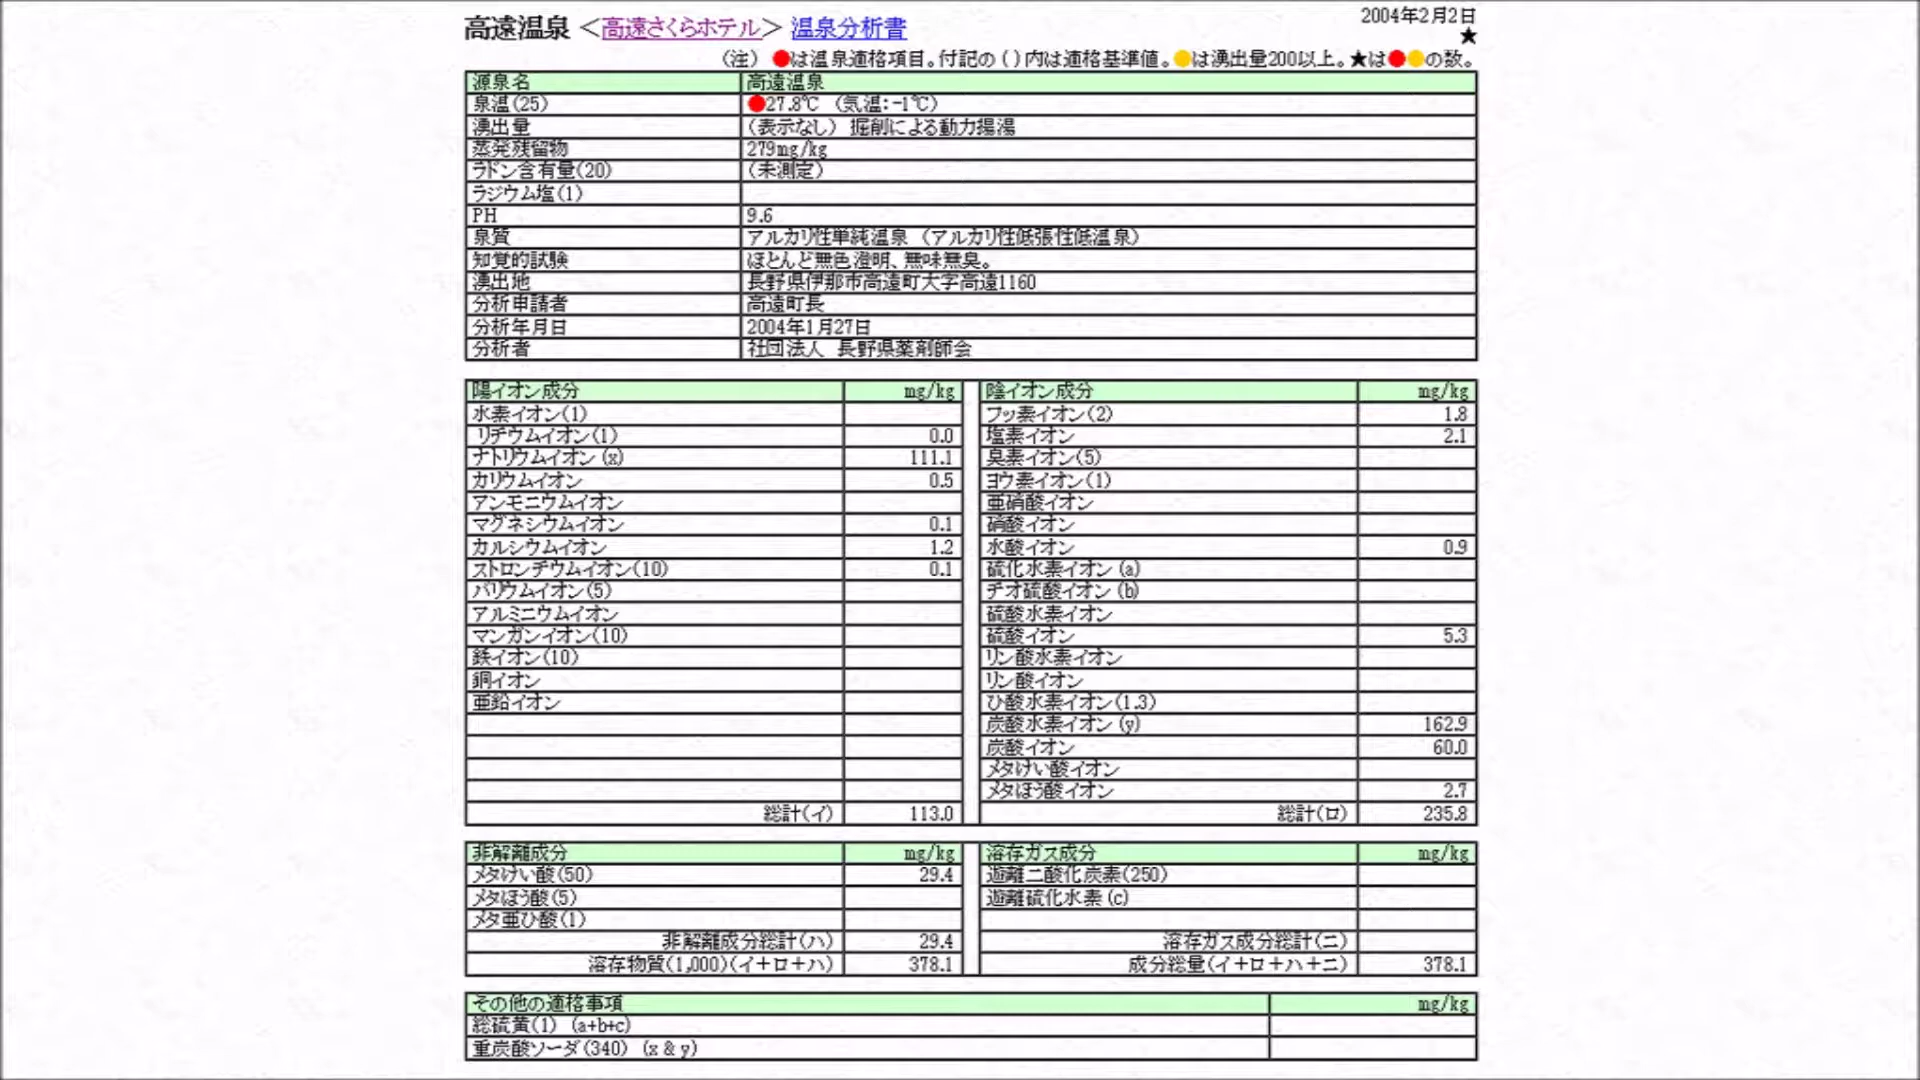 高遠温泉 <高遠さくらホテル> 温泉分析書
2004年2月2日
★
(注) ●は温泉適格項目。付記の( )内は適格基準値。●は湧出量200以上。★は●●の数。
源泉名 高遠温泉
泉温(25) ●27.8℃ (気温:-1℃)
湧出量 (表示なし) 掘削による動力揚湯
蒸発残留物 279mg/kg
ラドン含有量(20) (未測定)
ラジウム塩(1)
PH 9.6
泉質 アルカリ性単純温泉 (アルカリ性低張性低温泉)
知覚的試験 ほとんど無色澄明、無味無臭。
湧出地 長野県伊那市高遠町大字高遠1160
分析申請者 高遠町長
分析年月日 2004年1月27日
分析者 社団法人 長野県薬剤師会
陽イオン成分 mg/kg 陰イオン成分 mg/kg
水素イオン(1) フッ素イオン(2) 1.8
リチウムイオン(1) 0.0 塩素イオン 2.1
ナトリウムイオン(x) 111.1 臭素イオン(5)
カリウムイオン 0.5 ヨウ素イオン(1)
アンモニウムイオン 亜硝酸イオン
マグネシウムイオン 0.1 硝酸イオン
カルシウムイオン 1.2 水酸イオン 0.9
ストロンチウムイオン(10) 0.1 硫化水素イオン(a)
バリウムイオン(5) チオ硫酸イオン(b)
アルミニウムイオン 硫酸水素イオン
マンガンイオン(10) 硫酸イオン 5.3
鉄イオン(10) リン酸水素イオン
銅イオン リン酸イオン
亜鉛イオン ひ酸水素イオン(1.3)
炭酸水素イオン(y) 162.9
炭酸イオン 60.0
メタけい酸イオン
メタほう酸イオン 2.7
総計(イ) 113.0 総計(ロ) 235.8
非解離成分 mg/kg 溶存ガス成分 mg/kg
メタけい酸(50) 29.4 遊離二酸化炭素(250)
メタほう酸(5) 遊離硫化水素(c)
メタ亜ひ酸(1)
非解離成分総計(ハ) 29.4 溶存ガス成分総計(ニ)
溶存物質(1,000)(イ+ロ+ハ) 378.1 成分総量(イ+ロ+ハ+ニ) 378.1
その他の適格事項 mg/kg
総硫黄(1) (a+b+c)
重炭酸ソーダ(340) (x & y)